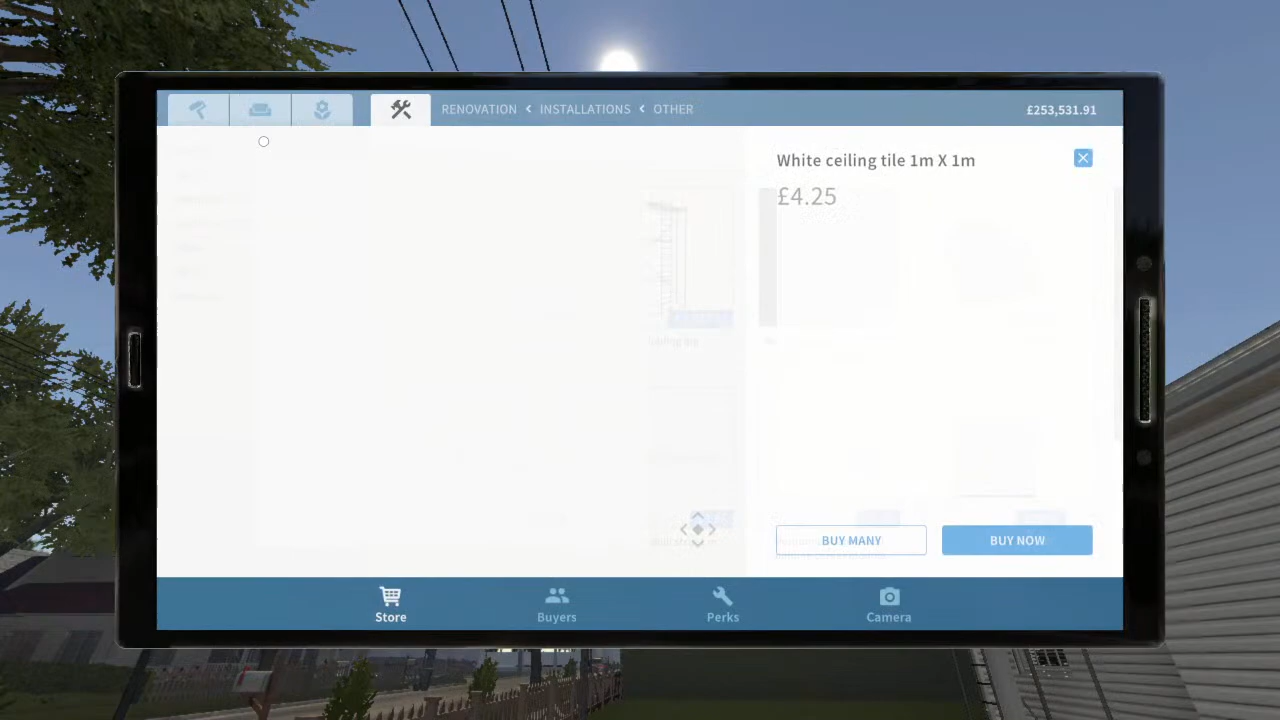 RENOVATION < INSTALLATIONS < OTHER
£253,531.91
White ceiling tile 1m X 1m
£4.25
BUY MANY
BUY NOW
Store
Buyers
Perks
Camera